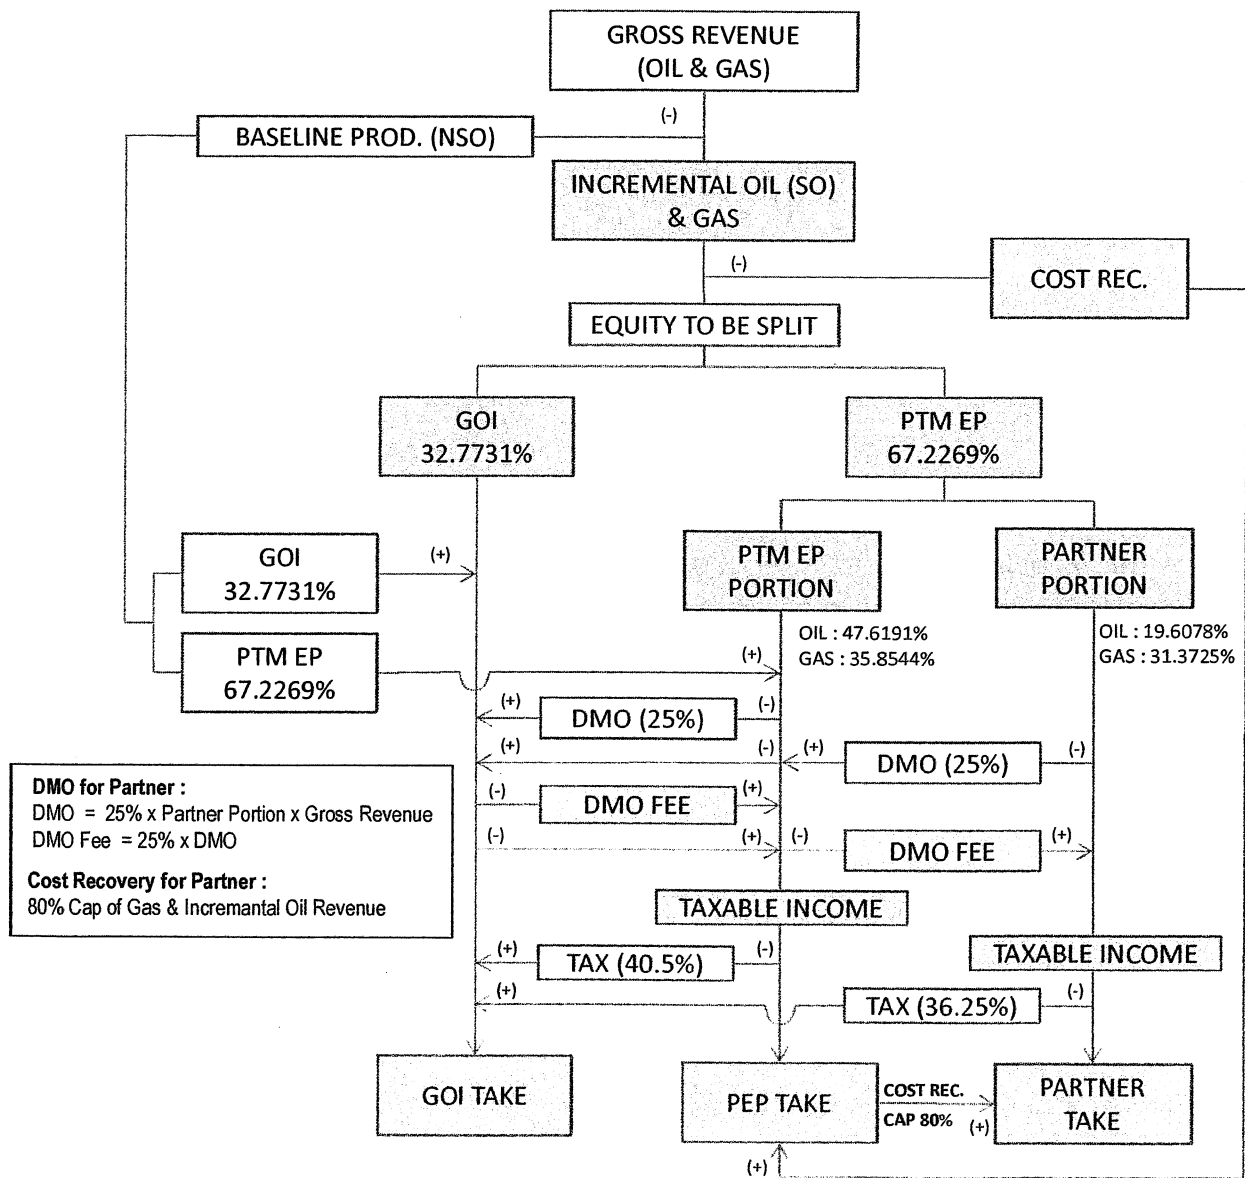 GROSS REVENUE
(OIL & GAS)
(-)
BASELINE PROD. (NSO)
INCREMENTAL OIL (SO)
& GAS
(-)
COST REC.
EQUITY TO BE SPLIT
GOI
32.7731%
PTM EP
67.2269%
GOI
32.7731%
(+)
PTM EP
PORTION
PARTNER
PORTION
OIL : 47.6191%
GAS : 35.8544%
OIL : 19.6078%
GAS : 31.3725%
PTM EP
67.2269%
(+)
(+)
DMO (25%)
(-)
(+)
(-)
(+)
DMO (25%)
(-)
(-)
DMO FEE
(+)
(-)
(+)
(-)
DMO FEE
(+)
DMO for Partner :
DMO = 25% x Partner Portion x Gross Revenue
DMO Fee = 25% x DMO
Cost Recovery for Partner :
80% Cap of Gas & Incremantal Oil Revenue
TAXABLE INCOME
(+)
TAX (40.5%)
(-)
TAXABLE INCOME
(+)
TAX (36.25%)
(-)
GOI TAKE
PEP TAKE
COST REC.
CAP 80%
(+)
PARTNER
TAKE
(+)